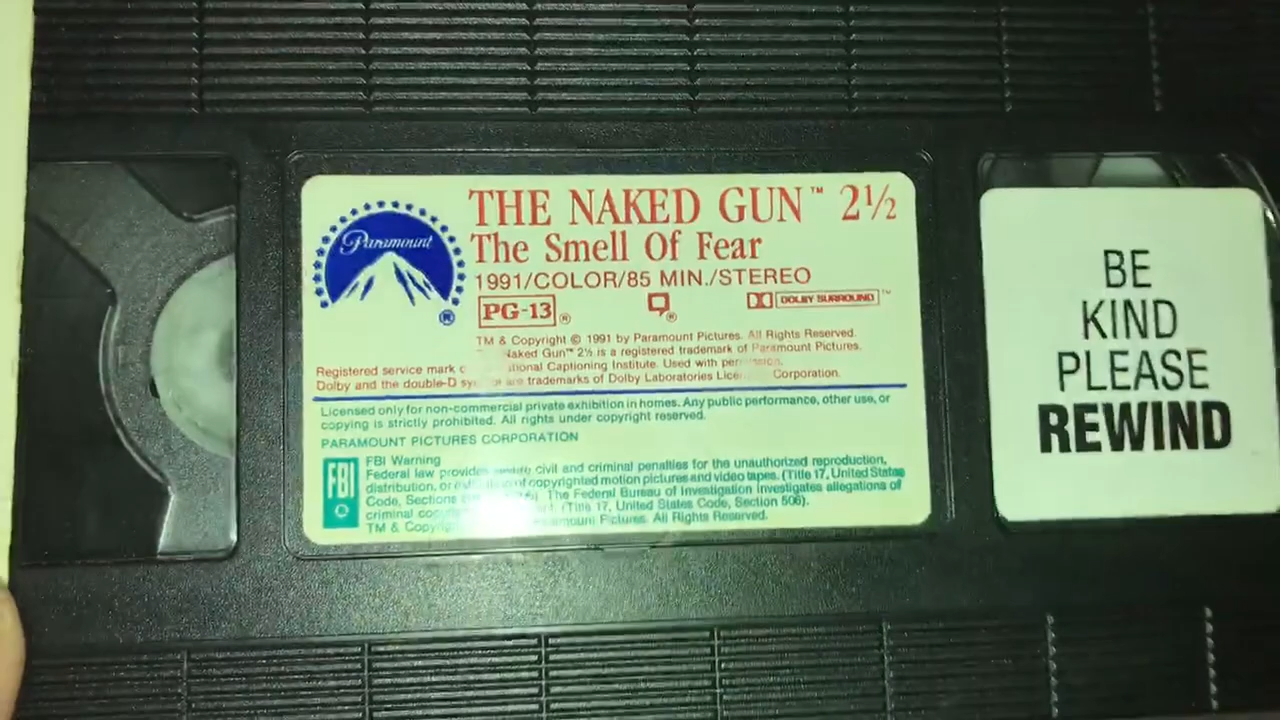 Paramount
®
THE NAKED GUN™ 2½
The Smell Of Fear
1991/COLOR/85 MIN./STEREO
PG-13 ® ® DOLBY SURROUND™
TM & Copyright © 1991 by Paramount Pictures. All Rights Reserved.
Naked Gun™ 2½ is a registered trademark of Paramount Pictures.
Registered service mark Captioning Institute. Used with
Dolby and the double-D are trademarks of Dolby Laboratories Corporation.
Licensed only for non-commercial private exhibition in homes. Any public performance, other use, or
copying is strictly prohibited. All rights under copyright reserved.
PARAMOUNT PICTURES CORPORATION
FBI
FBI Warning
Federal law provides civil and criminal penalties for the unauthorized reproduction,
distribution, or of copyrighted motion pictures and video tapes. (Title 17, United States
Code, Sections The Federal Bureau of Investigation investigates allegations of
criminal (Title 17, United States Code, Section 506).
TM & Pictures. All Rights Reserved.
BE
KIND
PLEASE
REWIND